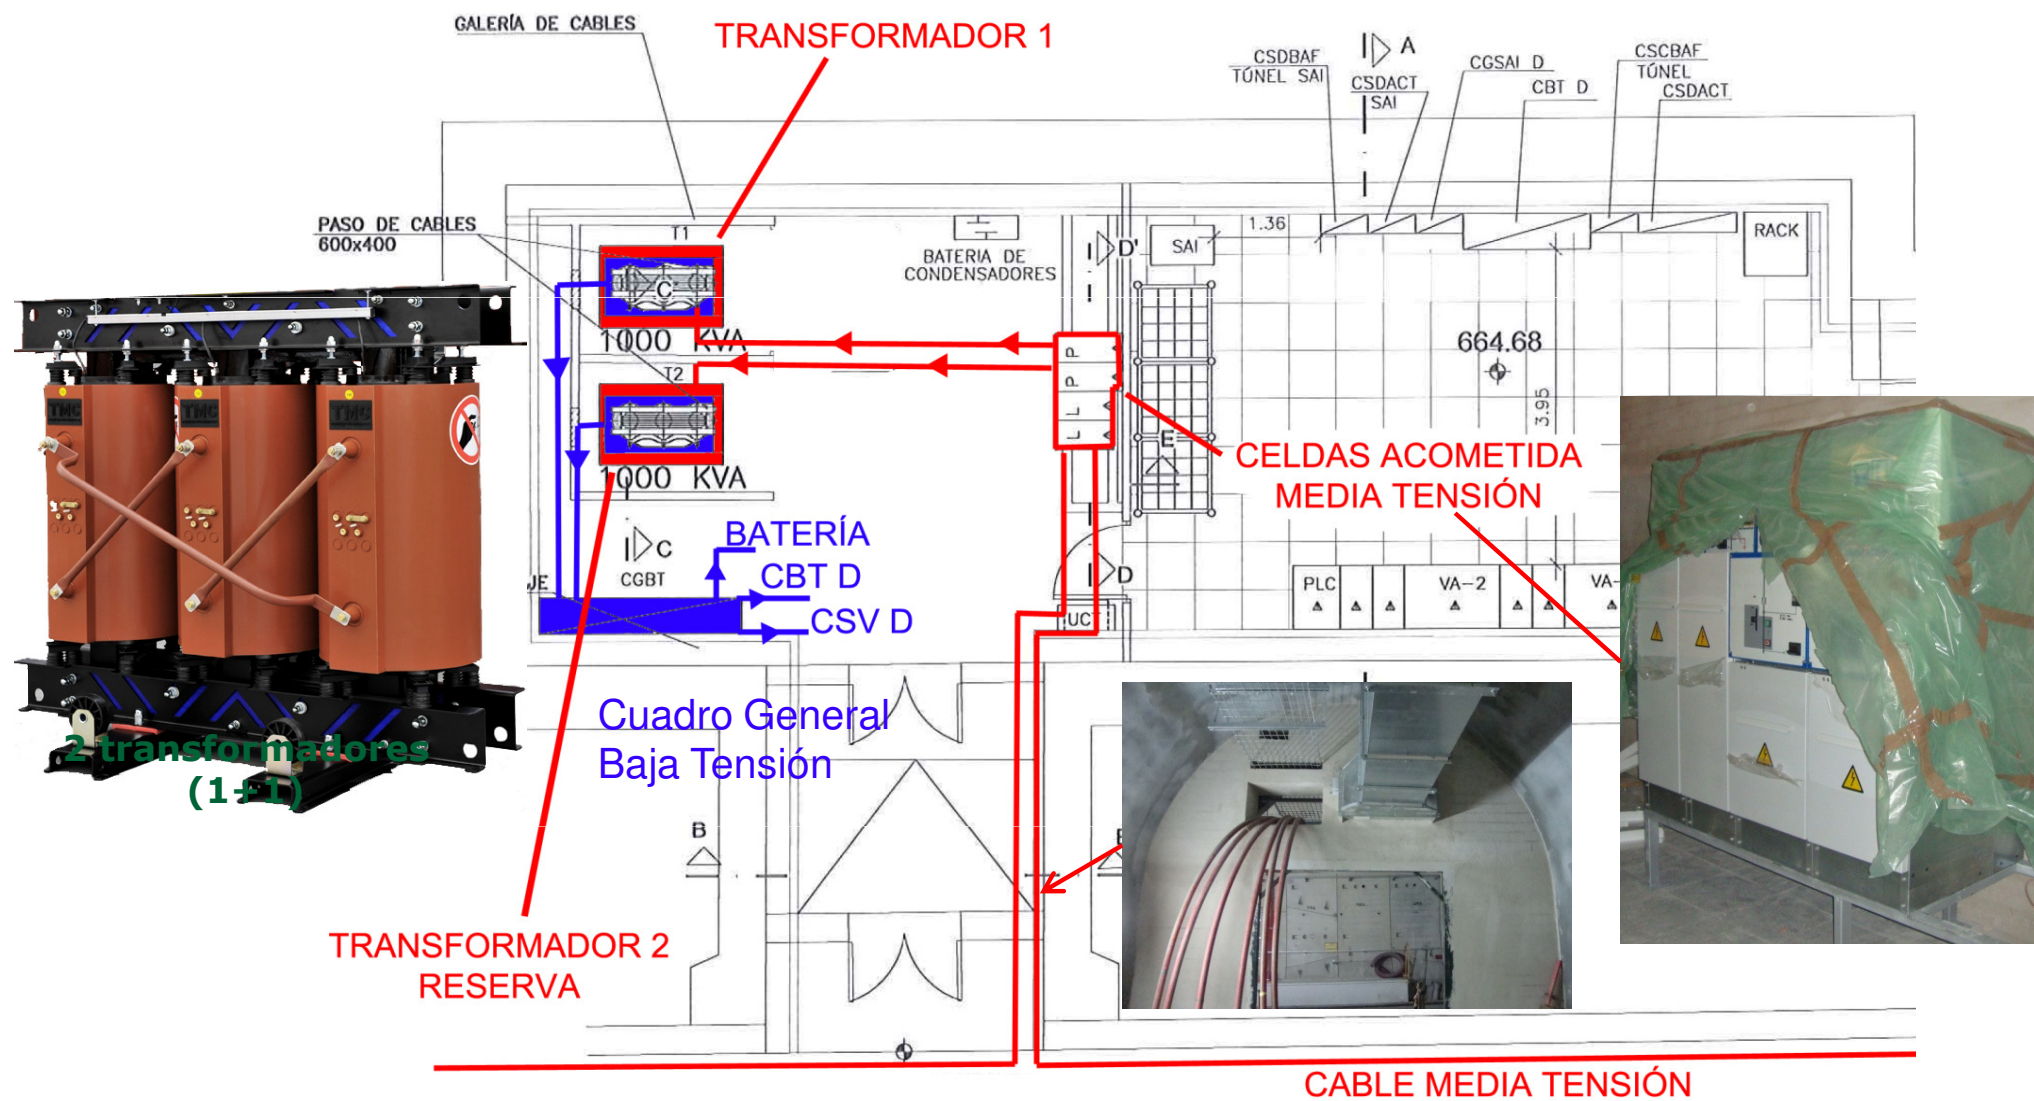 GALERÍA DE CABLES
TRANSFORMADOR 1
A
CSDBAF
TÚNEL SAI
CSDACT
SAI
CGSAI D
CBT D
CSCBAF
TÚNEL
CSDACT
PASO DE CABLES
600x400
T1
C
1000 KVA
BATERIA DE
CONDENSADORES
D'
SAI
1.36
RACK
664.68
3.95
T2
1000 KVA
P
P
L
L
E
CELDAS ACOMETIDA
MEDIA TENSIÓN
TMC
TMC
TMC
C
CGBT
BATERÍA
CBT D
CSV D
D
UC
PLC
VA-2
VA-
Cuadro General
Baja Tensión
2 transformadores
(1+1)
B
TRANSFORMADOR 2
RESERVA
CABLE MEDIA TENSIÓN